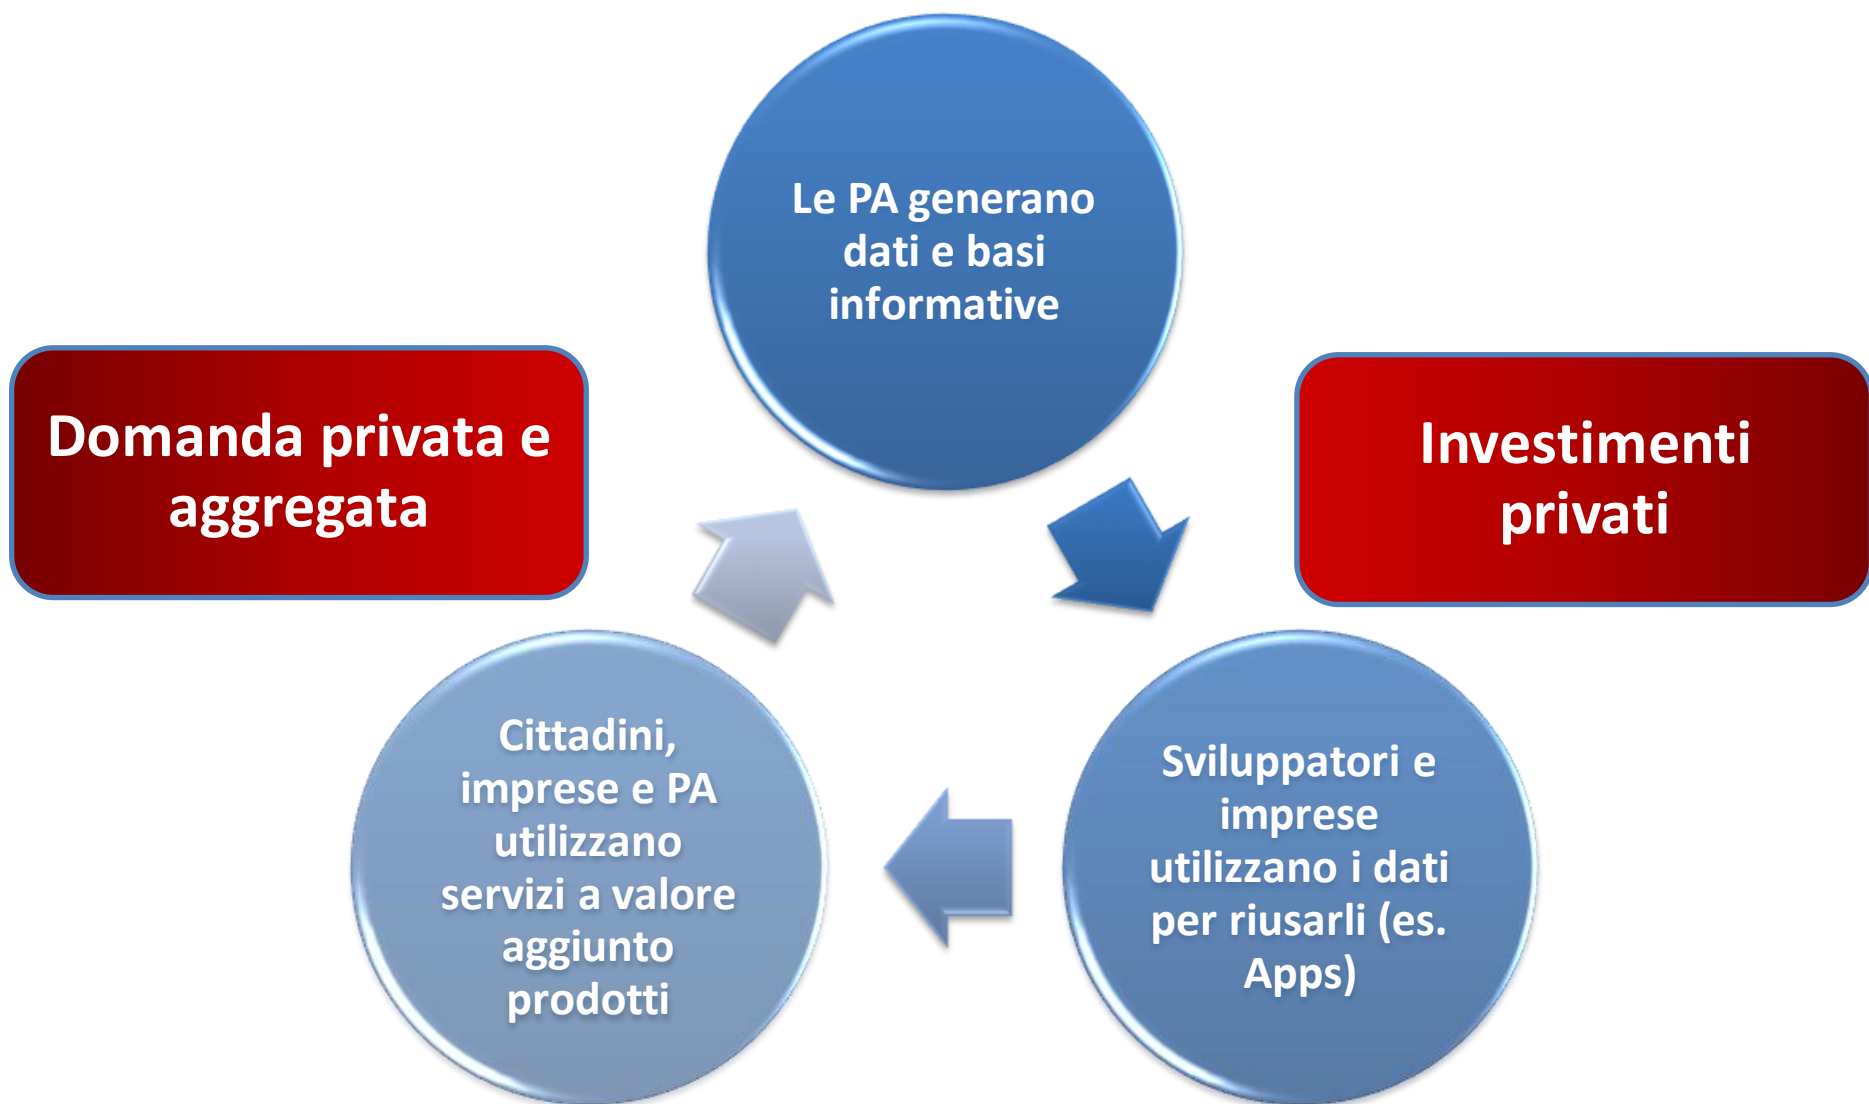 Le PA generano
dati e basi
informative
Domanda privata e
aggregata
Investimenti
privati
Cittadini,
imprese e PA
utilizzano
servizi a valore
aggiunto
prodotti
Sviluppatori e
imprese
utilizzano i dati
per riusarli (es.
Apps)